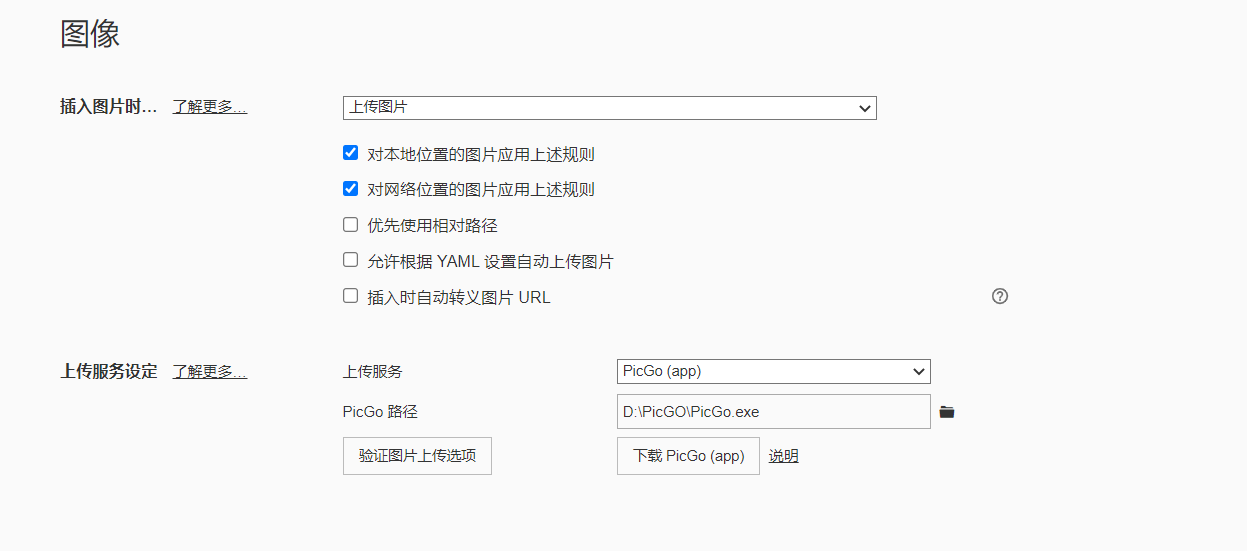 图像
插入图片时... 了解更多... 上传图片
对本地位置的图片应用上述规则
对网络位置的图片应用上述规则
优先使用相对路径
允许根据 YAML 设置自动上传图片
插入时自动转义图片 URL
上传服务设定 了解更多... 上传服务 PicGo (app)
PicGo 路径 D:\PicGO\PicGo.exe
验证图片上传选项 下载 PicGo (app) 说明